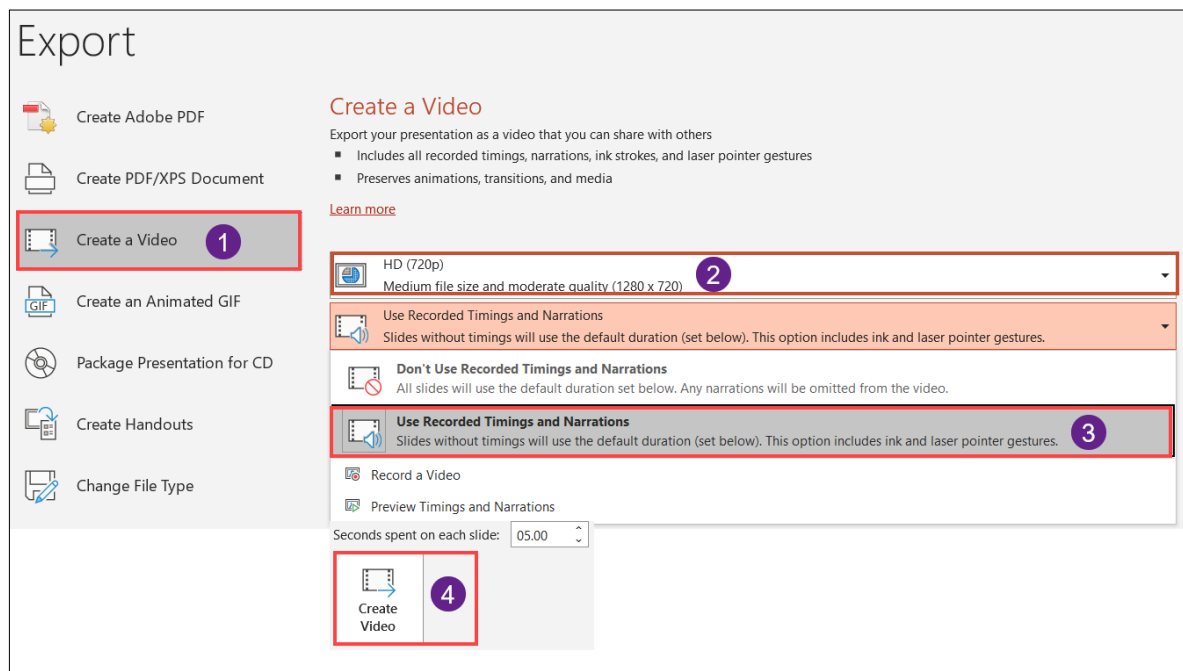 Export
Create Adobe PDF
Create PDF/XPS Document
Create a Video
1
GIF
Create an Animated GIF
Package Presentation for CD
Create Handouts
Change File Type
Create a Video
Export your presentation as a video that you can share with others
▪ Includes all recorded timings, narrations, ink strokes, and laser pointer gestures
▪ Preserves animations, transitions, and media
Learn more
HD (720p)
Medium file size and moderate quality (1280 x 720)
2
Use Recorded Timings and Narrations
Slides without timings will use the default duration (set below). This option includes ink and laser pointer gestures.
Don't Use Recorded Timings and Narrations
All slides will use the default duration set below. Any narrations will be omitted from the video.
Use Recorded Timings and Narrations
Slides without timings will use the default duration (set below). This option includes ink and laser pointer gestures.
3
Record a Video
Preview Timings and Narrations
Seconds spent on each slide: 05.00
Create
Video
4